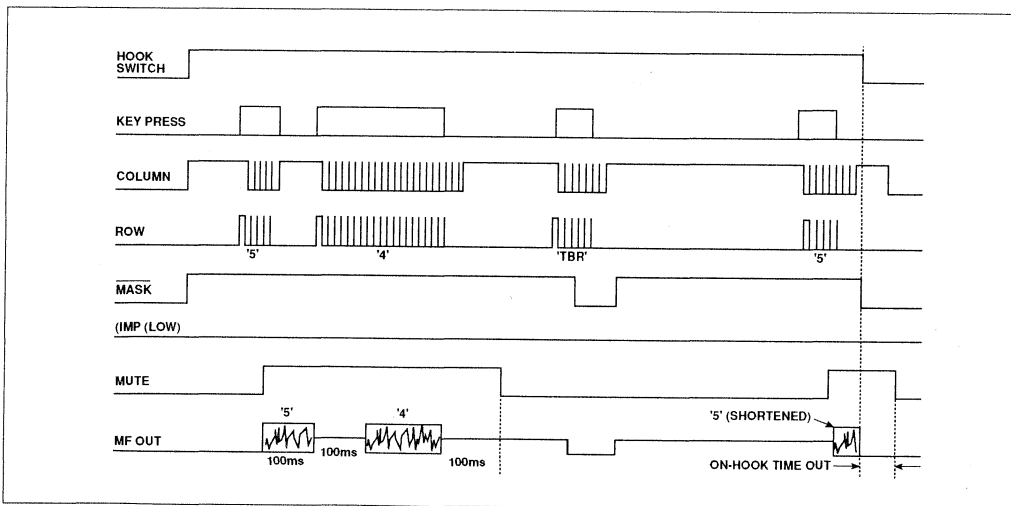 HOOK
SWITCH
KEY PRESS
COLUMN
ROW
'5'
'4'
'TBR'
'5'
MASK
(IMP (LOW)
MUTE
'5'
'4'
'5' (SHORTENED)
MF OUT
100ms
100ms
100ms
ON-HOOK TIME OUT